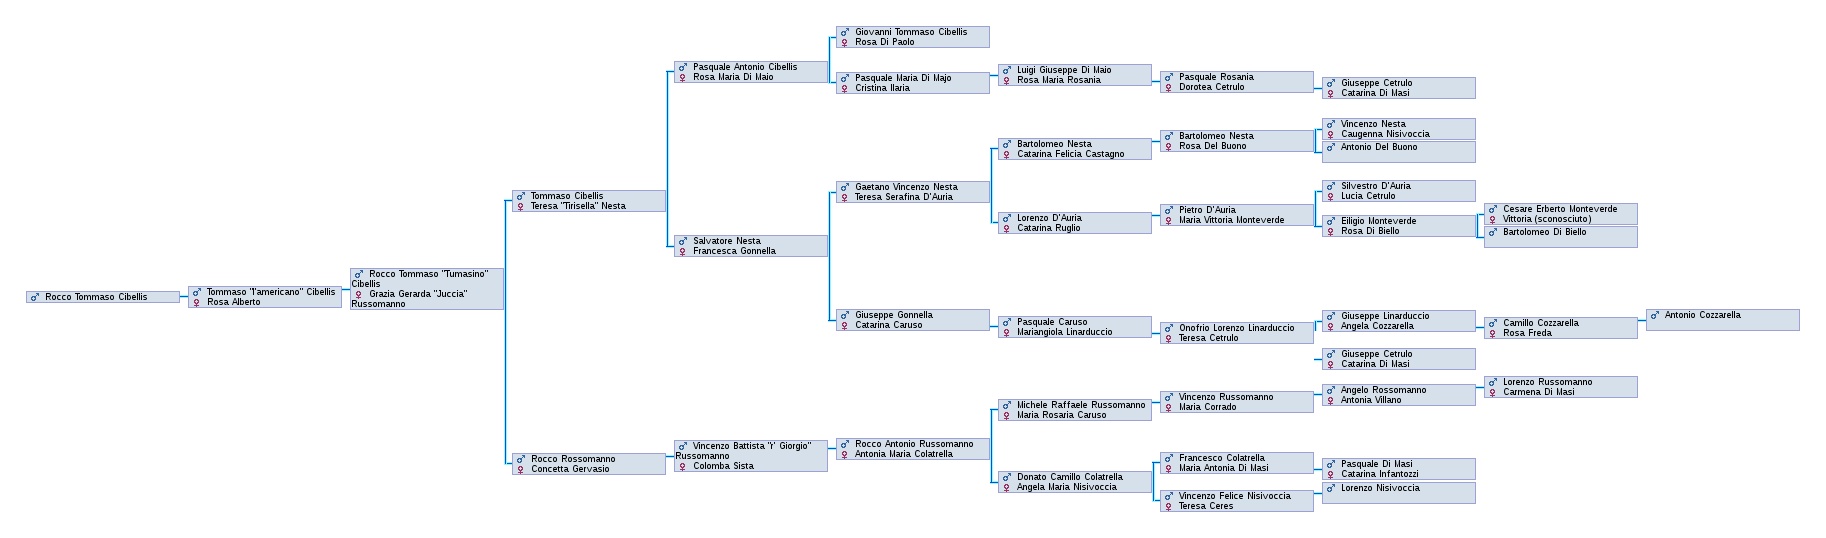 Rocco Tommaso Cibellis
Tommaso "l'americano" Cibellis
Rosa Alberto
Rocco Tommaso "Tumasino"
Cibellis
Grazia Gerarda "Juccia"
Russomanno
Tommaso Cibellis
Teresa "Tirisella" Nesta
Rocco Rossomanno
Concetta Gervasio
Pasquale Antonio Cibellis
Rosa Maria Di Maio
Salvatore Nesta
Francesca Gonnella
Vincenzo Battista "r' Giorgio"
Russomanno
Colomba Sista
Giovanni Tommaso Cibellis
Rosa Di Paolo
Pasquale Maria Di Majo
Cristina Ilaria
Gaetano Vincenzo Nesta
Teresa Serafina D'Auria
Giuseppe Gonnella
Catarina Caruso
Rocco Antonio Russomanno
Antonia Maria Colatrella
Luigi Giuseppe Di Maio
Rosa Maria Rosania
Bartolomeo Nesta
Catarina Felicia Castagno
Lorenzo D'Auria
Catarina Ruglio
Pasquale Caruso
Mariangiola Linarduccio
Michele Raffaele Russomanno
Maria Rosaria Caruso
Donato Camillo Colatrella
Angela Maria Nisivoccia
Pasquale Rosania
Dorotea Cetrulo
Bartolomeo Nesta
Rosa Del Buono
Pietro D'Auria
Maria Vittoria Monteverde
Onofrio Lorenzo Linarduccio
Teresa Cetrulo
Vincenzo Russomanno
Maria Corrado
Francesco Colatrella
Maria Antonia Di Masi
Vincenzo Felice Nisivoccia
Teresa Ceres
Giuseppe Cetrulo
Catarina Di Masi
Vincenzo Nesta
Caugenna Nisivoccia
Antonio Del Buono
Silvestro D'Auria
Lucia Cetrulo
Eiligio Monteverde
Rosa Di Biello
Giuseppe Linarduccio
Angela Cozzarella
Giuseppe Cetrulo
Catarina Di Masi
Angelo Rossomanno
Antonia Villano
Pasquale Di Masi
Catarina Infantozzi
Lorenzo Nisivoccia
Cesare Erberto Monteverde
Vittoria (sconosciuto)
Bartolomeo Di Biello
Camillo Cozzarella
Rosa Freda
Lorenzo Russomanno
Carmena Di Masi
Antonio Cozzarella